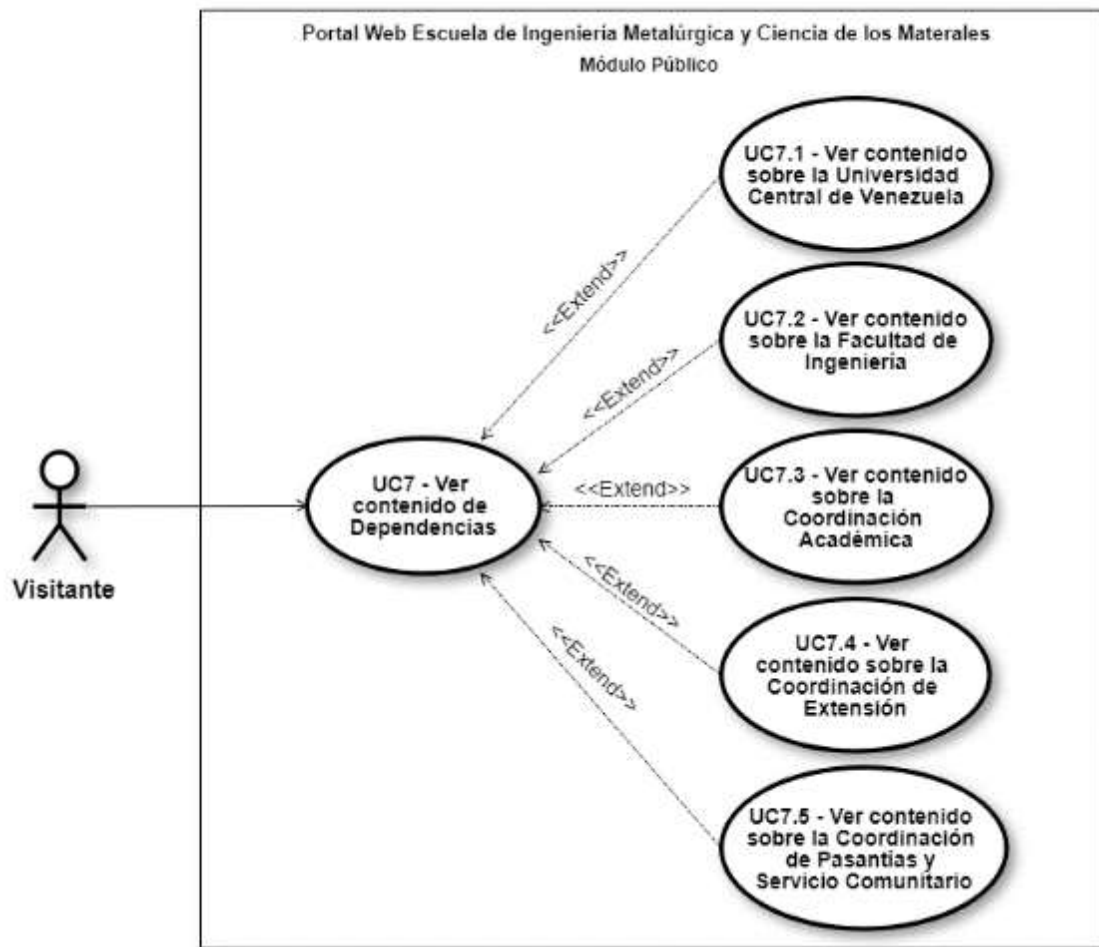 Portal Web Escuela de Ingeniería Metalúrgica y Ciencia de los Materales
Módulo Público
UC7.1 - Ver contenido
sobre la Universidad
Central de Venezuela
<<Extend>>
UC7.2 - Ver contenido
sobre la Facultad de
Ingeniería
<<Extend>>
UC7 - Ver
contenido de
Dependencias
<<Extend>>
UC7.3 - Ver contenido
sobre la
Coordinación
Académica
Visitante
<<Extend>>
UC7.4 - Ver
contenido sobre la
Coordinación de
Extensión
<<Extend>>
UC7.5 - Ver contenido
sobre la Coordinación
de Pasantías y
Servicio Comunitario